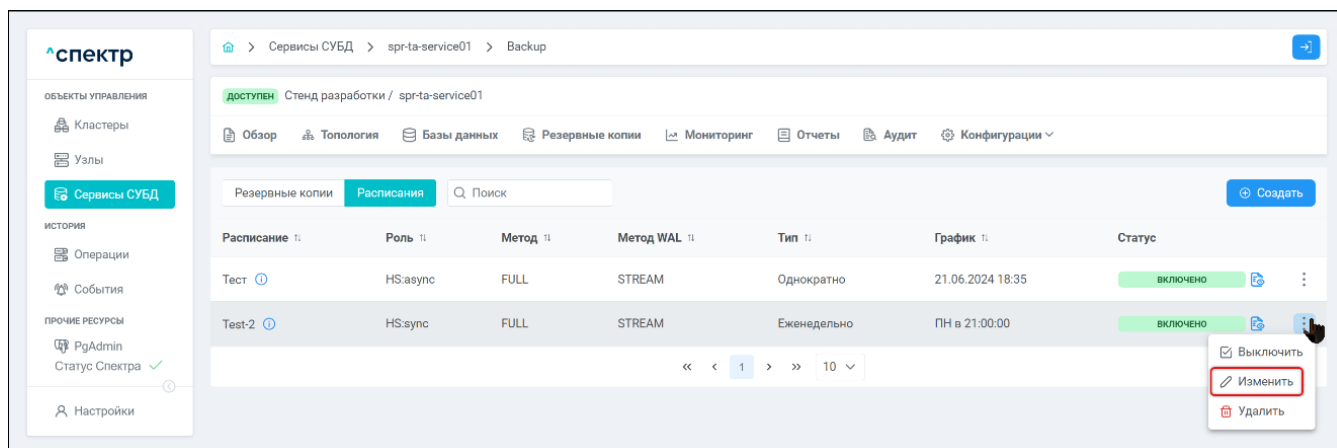 ^спектр
ОБЪЕКТЫ УПРАВЛЕНИЯ
Кластеры
Узлы
Сервисы СУБД
ИСТОРИЯ
Операции
События
ПРОЧИЕ РЕСУРСЫ
PgAdmin
Статус Спектра
Настройки
> Сервисы СУБД > spr-ta-service01 > Backup
ДОСТУПЕН Стенд разработки / spr-ta-service01
Обзор Топология Базы данных Резервные копии Мониторинг Отчеты Аудит Конфигурации
Резервные копии Расписания Поиск Создать
Расписание Роль Метод Метод WAL Тип График Статус
Тест HS:async FULL STREAM Однократно 21.06.2024 18:35 ВКЛЮЧЕНО
Test-2 HS:sync FULL STREAM Еженедельно ПН в 21:00:00 ВКЛЮЧЕНО
« < 1 > » 10
Выключить
Изменить
Удалить